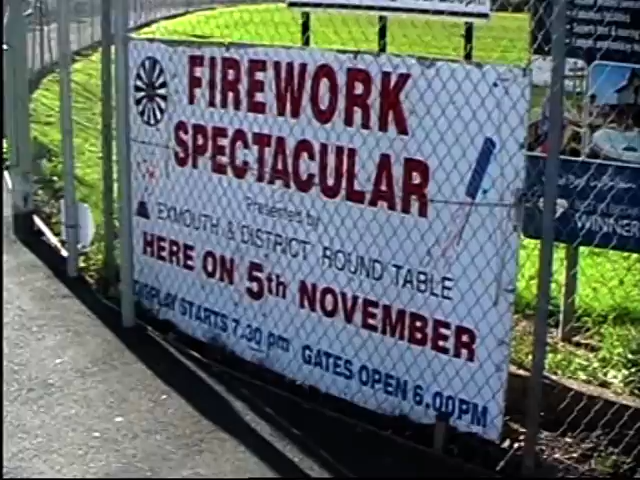 FIREWORK
SPECTACULAR
Presented by
EXMOUTH & DISTRICT ROUND TABLE
HERE ON 5th NOVEMBER
DISPLAY STARTS 7.30 pm GATES OPEN 6.00PM
WINNER